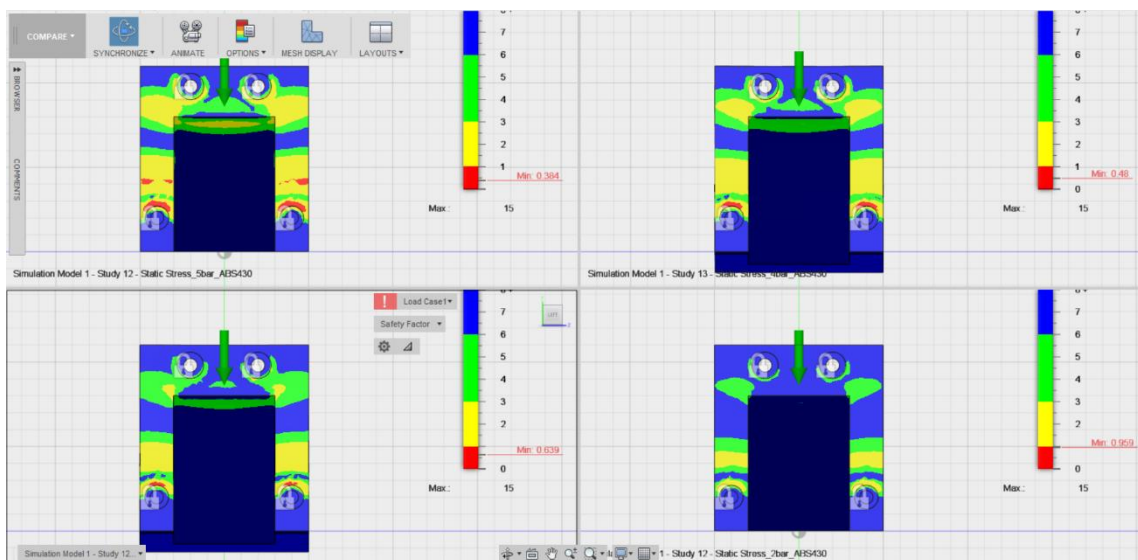 COMPARE
SYNCHRONIZE
ANIMATE
OPTIONS
MESH DISPLAY
LAYOUTS
BROWSER
COMMENTS
7
6
5
4
3
2
1
0
Min: 0.384
Max.: 15
Simulation Model 1 - Study 12 - Static Stress_5bar_ABS430
7
6
5
4
3
2
1
0
Min: 0.48
Max.: 15
Simulation Model 1 - Study 13 - Static Stress_4bar_ABS430
Load Case1
Safety Factor
LEFT
7
6
5
4
3
2
1
0
Min: 0.639
Max.: 15
Simulation Model 1 - Study 12...
7
6
5
4
3
2
1
0
Min: 0.959
Max.: 15
1 - Study 12 - Static Stress_2bar_ABS430